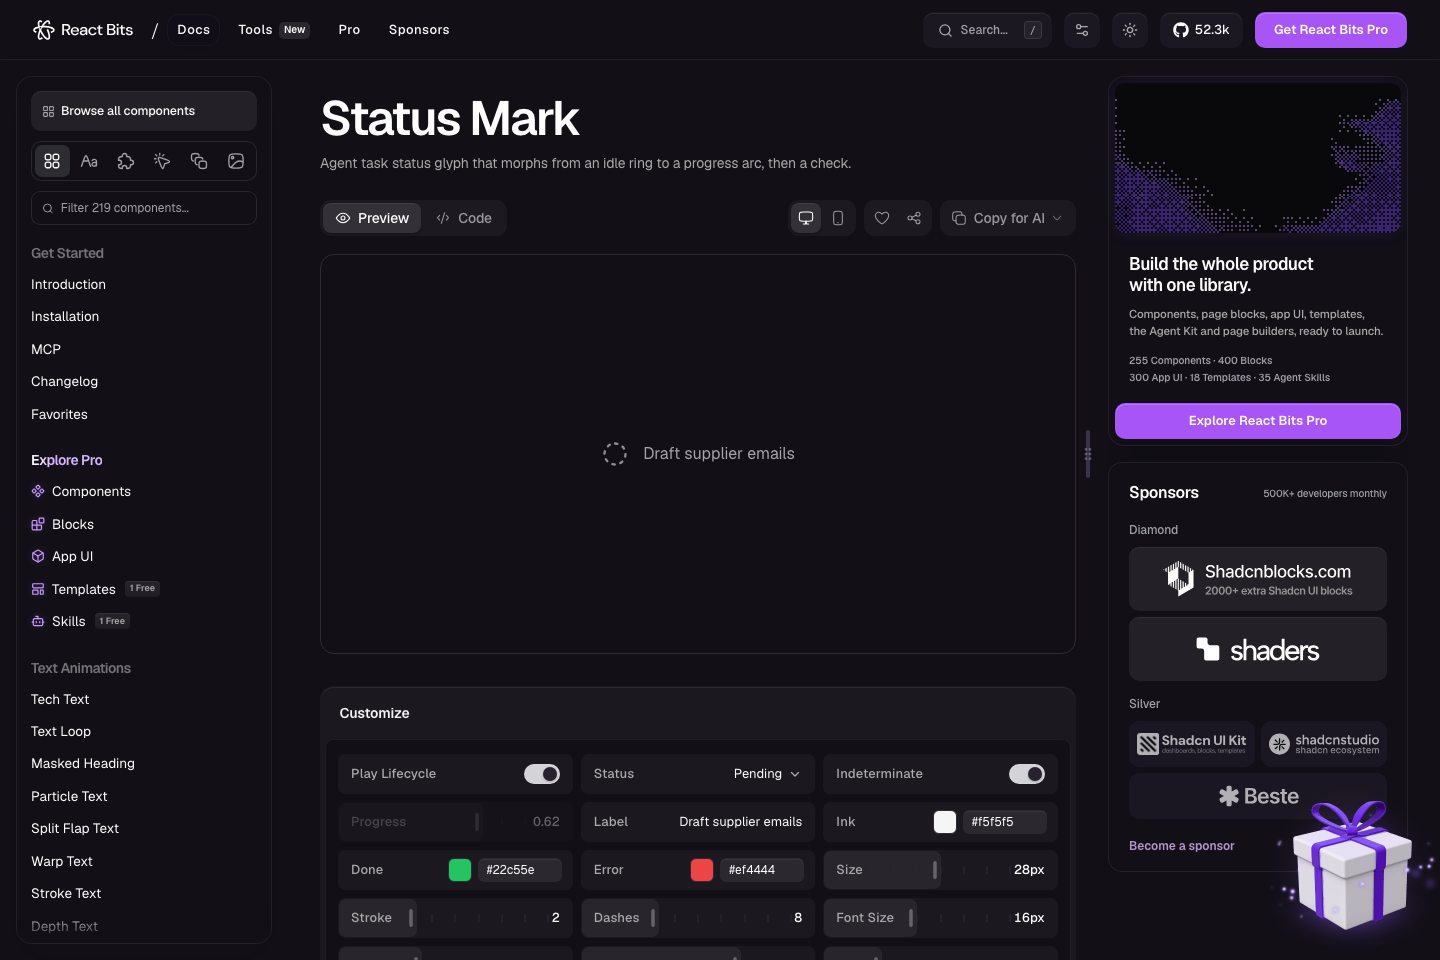 React Bits
/
Docs
Tools New
Pro
Sponsors
Search...
/
52.3k
Get React Bits Pro
Browse all components
Aa
Filter 219 components...
Get Started
Introduction
Installation
MCP
Changelog
Favorites
Explore Pro
Components
Blocks
App UI
Templates 1 Free
Skills 1 Free
Text Animations
Tech Text
Text Loop
Masked Heading
Particle Text
Split Flap Text
Warp Text
Stroke Text
Depth Text
Status Mark
Agent task status glyph that morphs from an idle ring to a progress arc, then a check.
Preview
Code
Copy for AI
Draft supplier emails
Customize
Play Lifecycle
Status Pending
Indeterminate
Progress 0.62
Label Draft supplier emails
Ink #f5f5f5
Done #22c55e
Error #ef4444
Size 28px
Stroke 2
Dashes 8
Font Size 16px
Build the whole product
with one library.
Components, page blocks, app UI, templates,
the Agent Kit and page builders, ready to launch.
255 Components · 400 Blocks
300 App UI · 18 Templates · 35 Agent Skills
Explore React Bits Pro
Sponsors 500K+ developers monthly
Diamond
Shadcnblocks.com
2000+ extra Shadcn UI blocks
shaders
Silver
Shadcn UI Kit
dashboards, blocks, templates
shadcnstudio
shadcn ecosystem
Beste
Become a sponsor